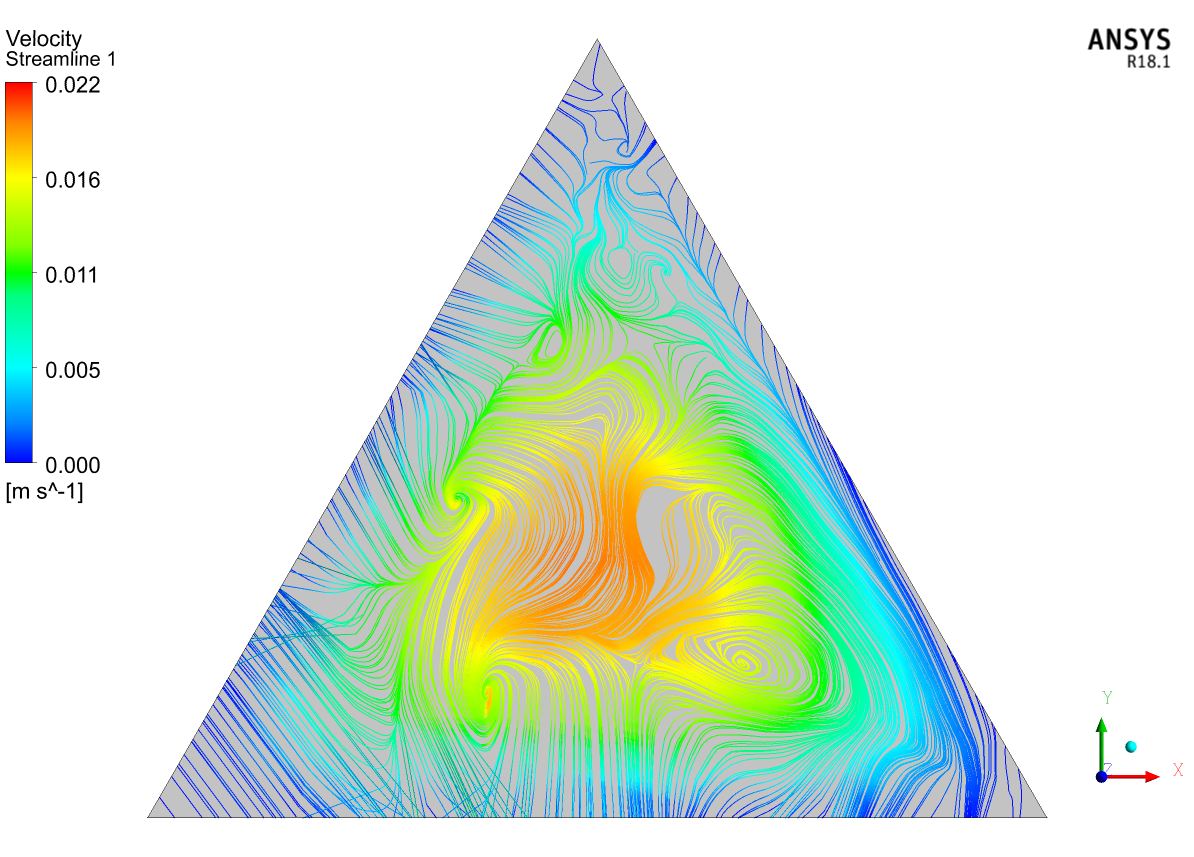 Velocity
Streamline 1
0.022
0.016
0.011
0.005
0.000
[m s^-1]
ANSYS
R18.1
Y
Z
X